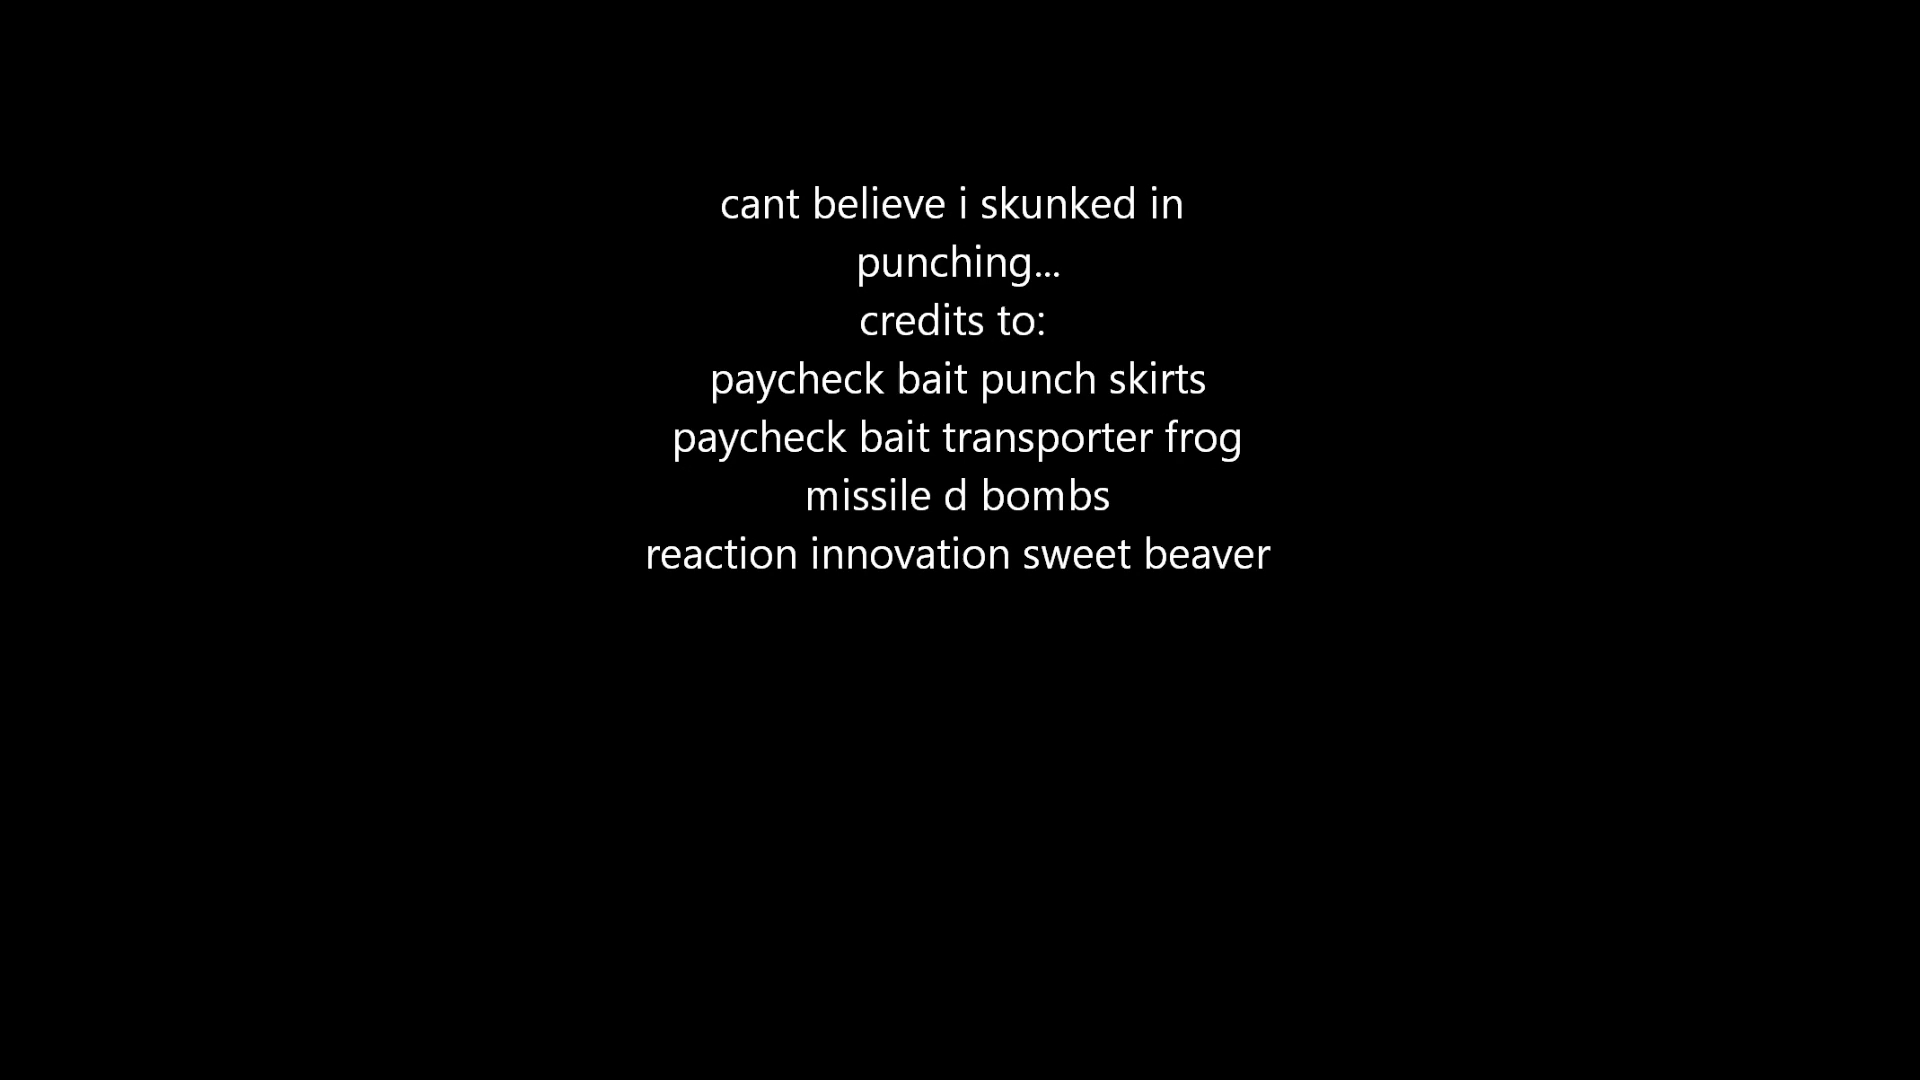 cant believe i skunked in
punching...
credits to:
paycheck bait punch skirts
paycheck bait transporter frog
missile d bombs
reaction innovation sweet beaver